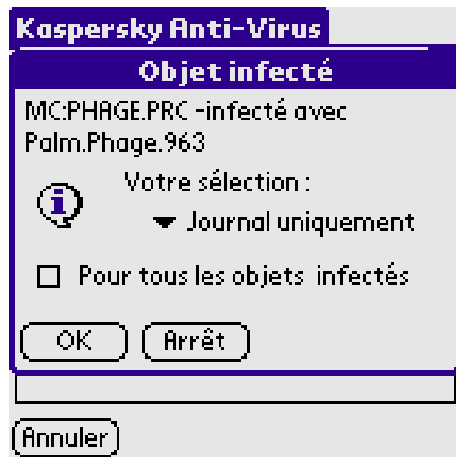 Kaspersky Anti-Virus
Objet infecté
MC:PHAGE.PRC -infecté avec
Palm.Phage.963
Votre sélection :
Journal uniquement
Pour tous les objets infectés
OK Arrêt
Annuler